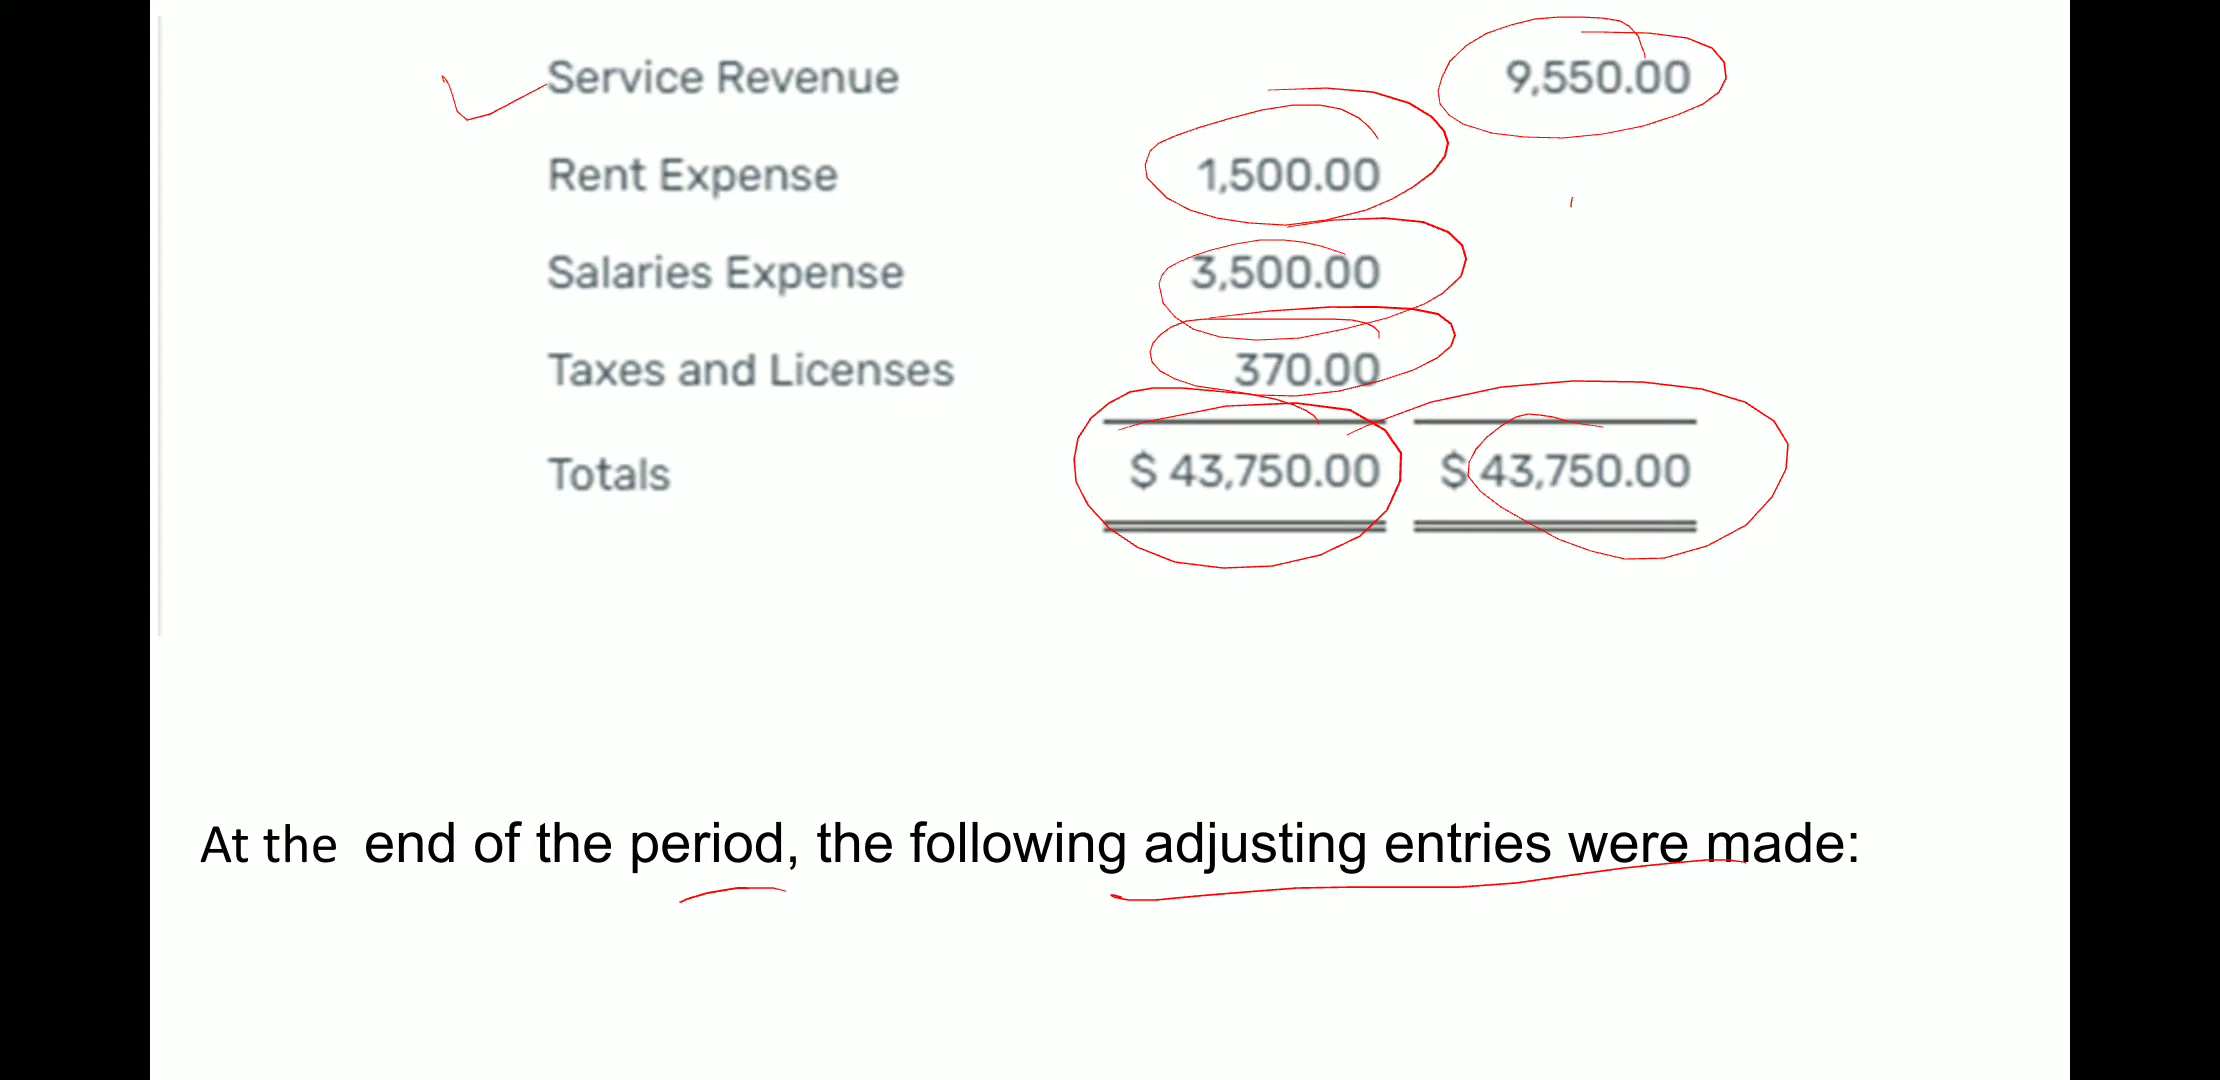 Service Revenue 9,550.00
Rent Expense 1,500.00
Salaries Expense 3,500.00
Taxes and Licenses 370.00
Totals $ 43,750.00 $ 43,750.00
At the end of the period, the following adjusting entries were made: